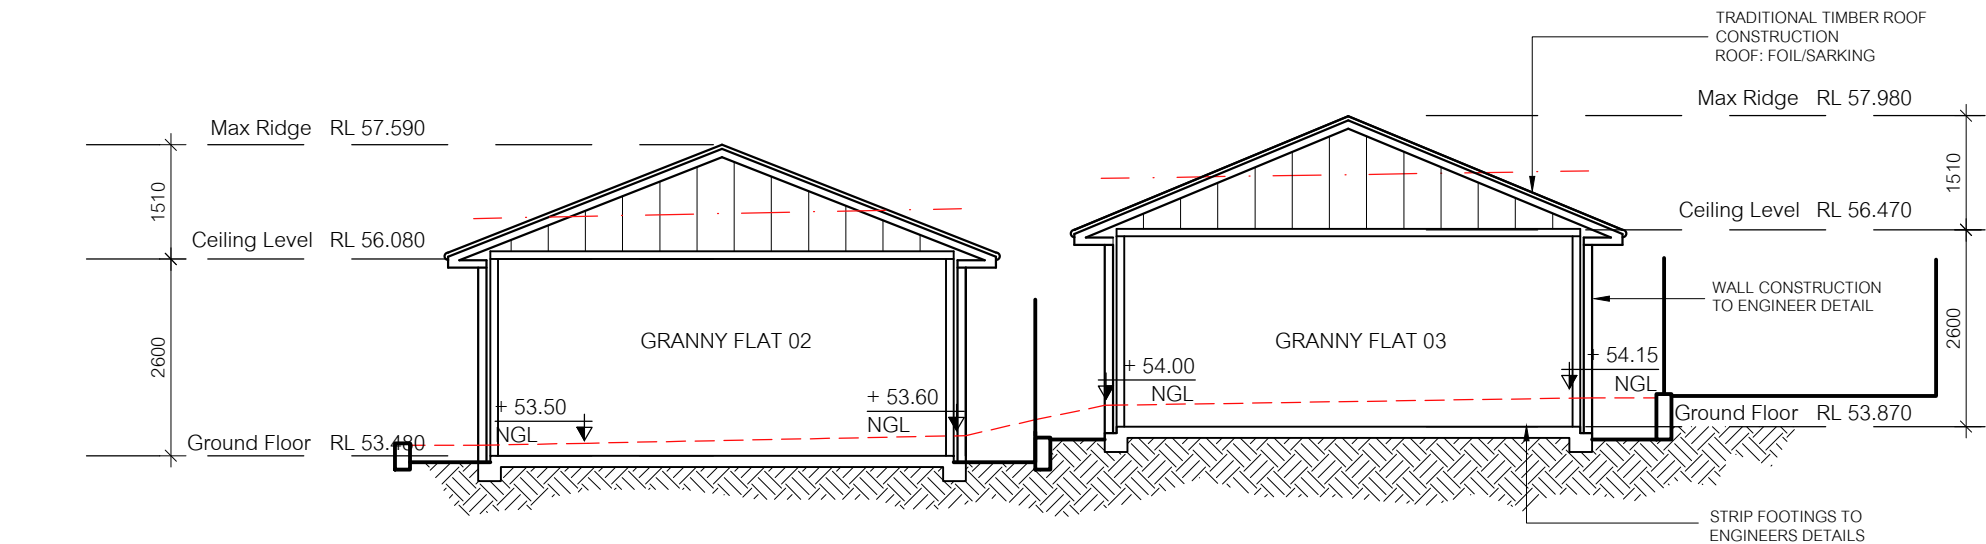 TRADITIONAL TIMBER ROOF
CONSTRUCTION
ROOF: FOIL/SARKING
Max Ridge RL 57.590
Max Ridge RL 57.980
1510
1510
Ceiling Level RL 56.080
Ceiling Level RL 56.470
WALL CONSTRUCTION
TO ENGINEER DETAIL
2600
2600
GRANNY FLAT 02
GRANNY FLAT 03
+ 54.00
NGL
+ 54.15
NGL
+ 53.50
NGL
+ 53.60
NGL
Ground Floor RL 53.480
Ground Floor RL 53.870
STRIP FOOTINGS TO
ENGINEERS DETAILS